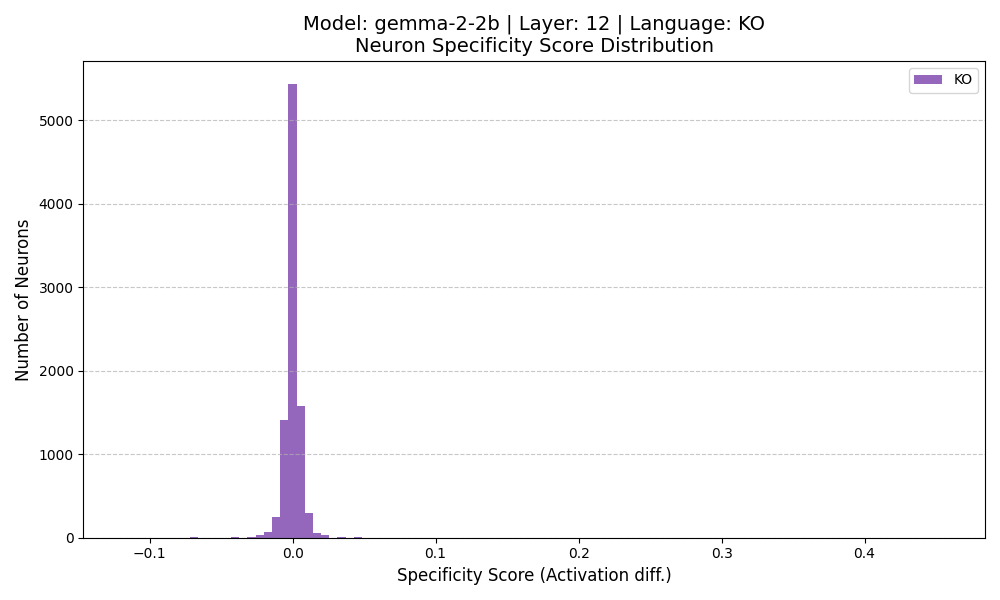 Model: gemma-2-2b | Layer: 12 | Language: KO
Neuron Specificity Score Distribution
KO
Number of Neurons
5000
4000
3000
2000
1000
0
−0.1 0.0 0.1 0.2 0.3 0.4
Specificity Score (Activation diff.)